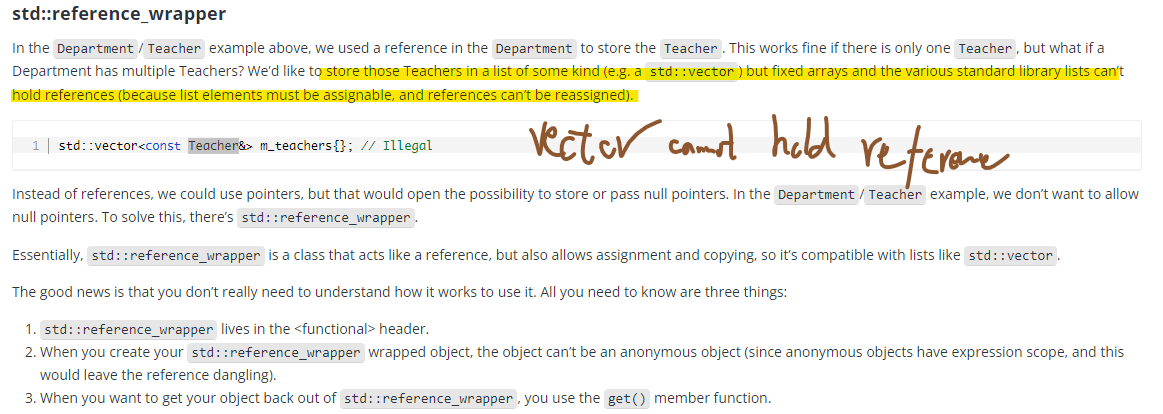 std::reference_wrapper
In the Department / Teacher example above, we used a reference in the Department to store the Teacher . This works fine if there is only one Teacher , but what if a
Department has multiple Teachers? We'd like to store those Teachers in a list of some kind (e.g. a std::vector ) but fixed arrays and the various standard library lists can't
hold references (because list elements must be assignable, and references can't be reassigned).
1 std::vector<const Teacher&> m_teachers{}; // Illegal
vector cannot hold reference
Instead of references, we could use pointers, but that would open the possibility to store or pass null pointers. In the Department / Teacher example, we don't want to allow
null pointers. To solve this, there's std::reference_wrapper .
Essentially, std::reference_wrapper is a class that acts like a reference, but also allows assignment and copying, so it's compatible with lists like std::vector .
The good news is that you don't really need to understand how it works to use it. All you need to know are three things:
1. std::reference_wrapper lives in the <functional> header.
2. When you create your std::reference_wrapper wrapped object, the object can't be an anonymous object (since anonymous objects have expression scope, and this
would leave the reference dangling).
3. When you want to get your object back out of std::reference_wrapper , you use the get() member function.